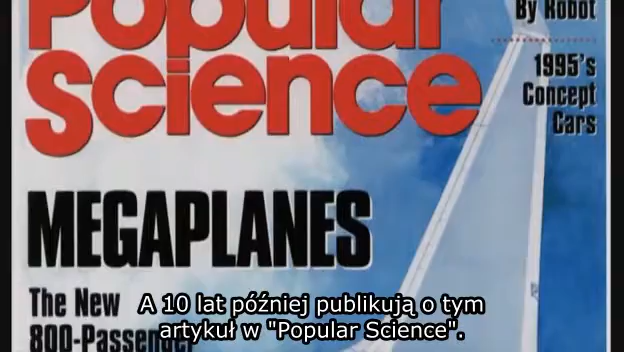 Popular
Science
By Robot
1995's
Concept
Cars
MEGAPLANES
The New
800-Passenger
A 10 lat później publikują o tym
artykuł w "Popular Science".